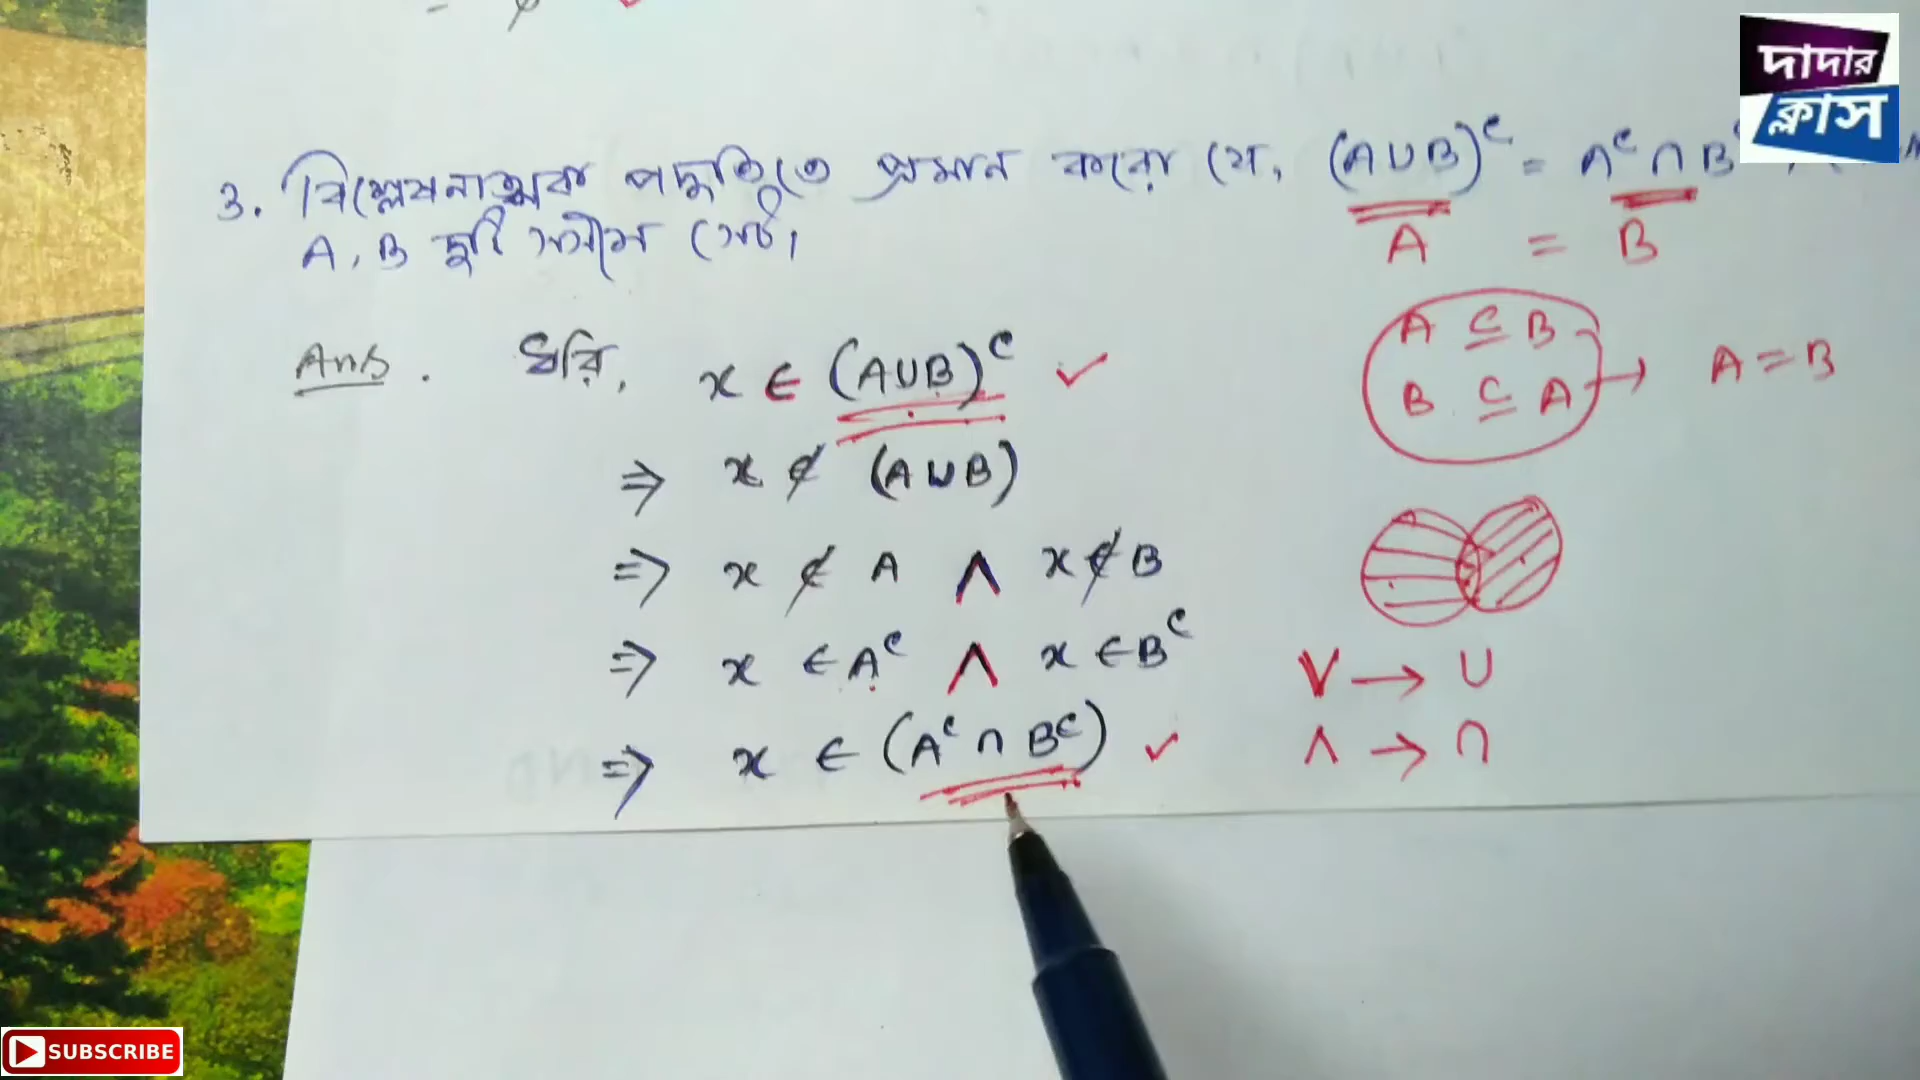 দাদার
ক্লাস
3. বিশ্লেষনাত্মক পদ্ধতিতে প্রমান করো যে, (A∪B)ᶜ = Aᶜ ∩ Bᶜ
A, B দুটি সসীম সেট।
A = B
Ans. ধরি, x ∈ (A∪B)ᶜ ✓
A ⊆ B
B ⊆ A → A = B
⇒ x ∉ (A∪B)
⇒ x ∉ A ∧ x ∉ B
⇒ x ∈ Aᶜ ∧ x ∈ Bᶜ
∨ → ∪
⇒ x ∈ (Aᶜ ∩ Bᶜ) ✓
∧ → ∩
SUBSCRIBE